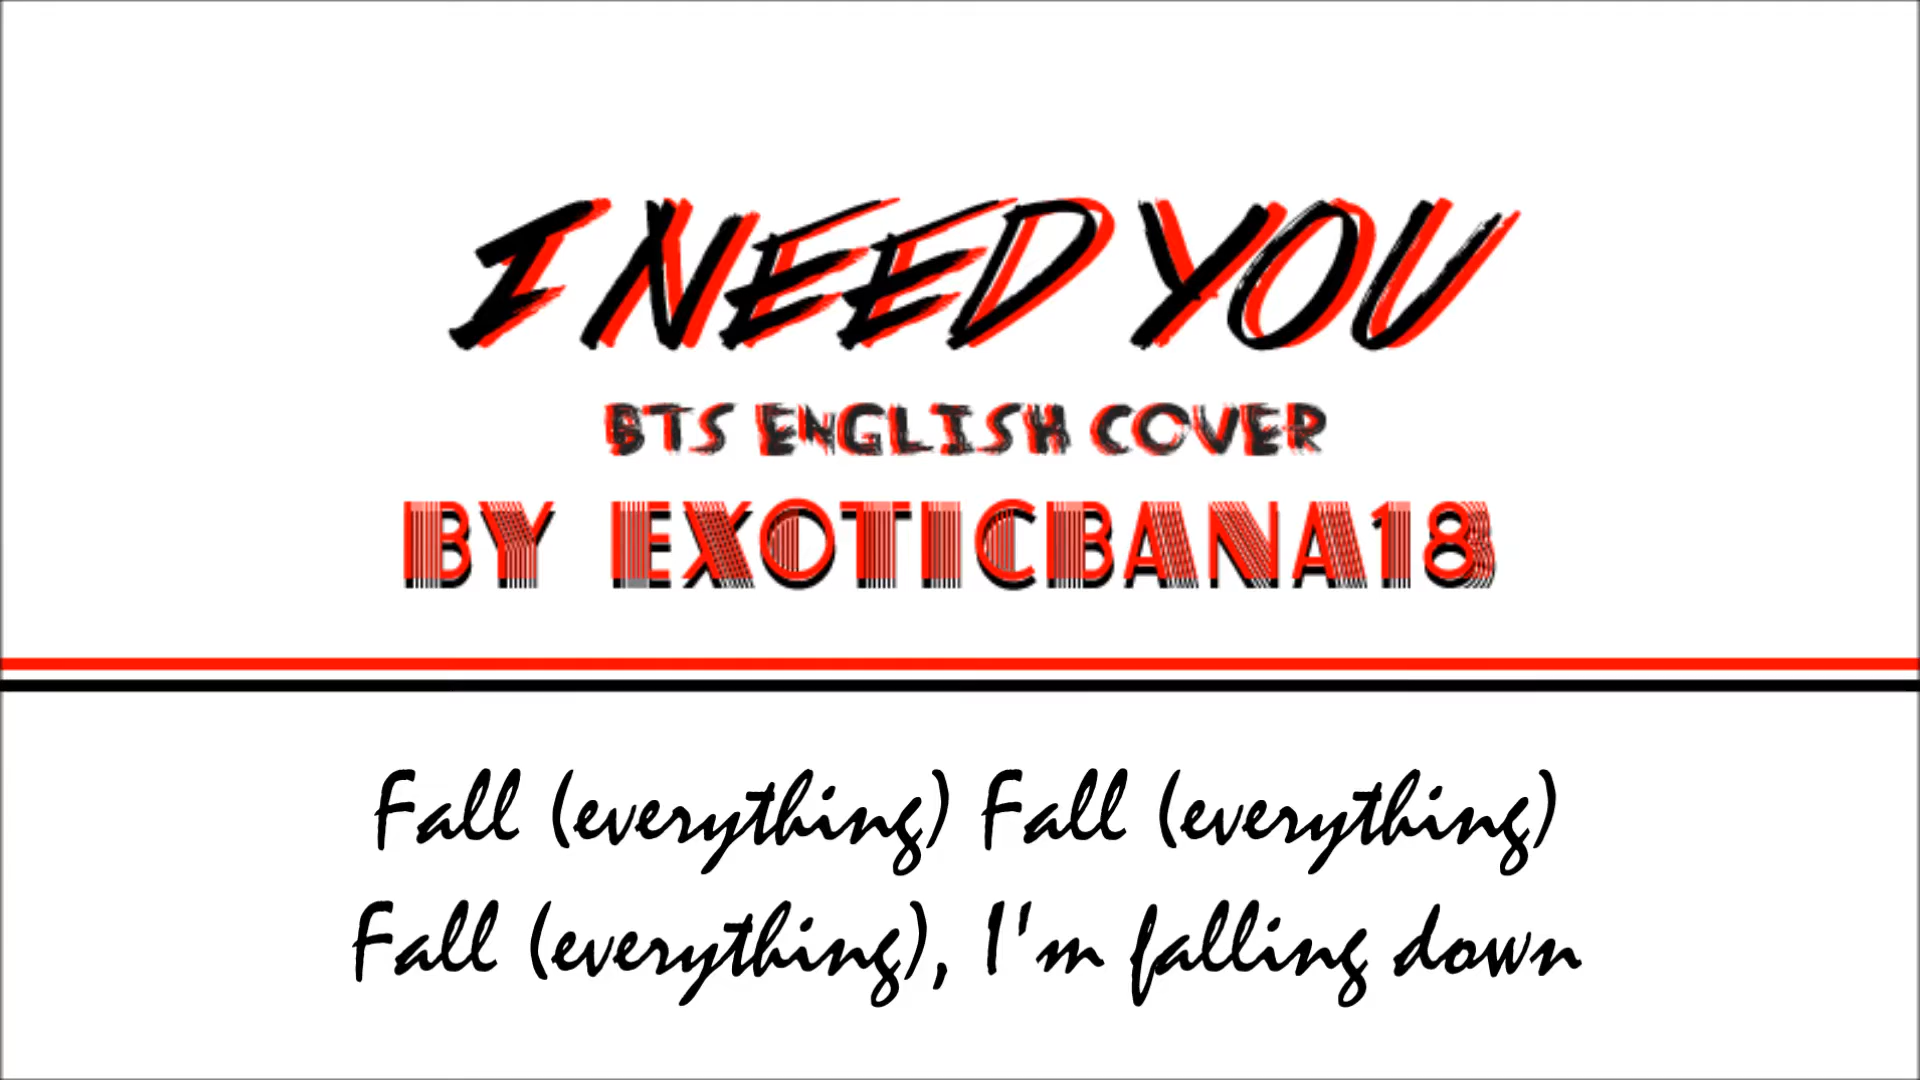 I NEED YOU
BTS ENGLISH COVER
BY EXOTICBANA18
Fall (everything) Fall (everything)
Fall (everything), I'm falling down